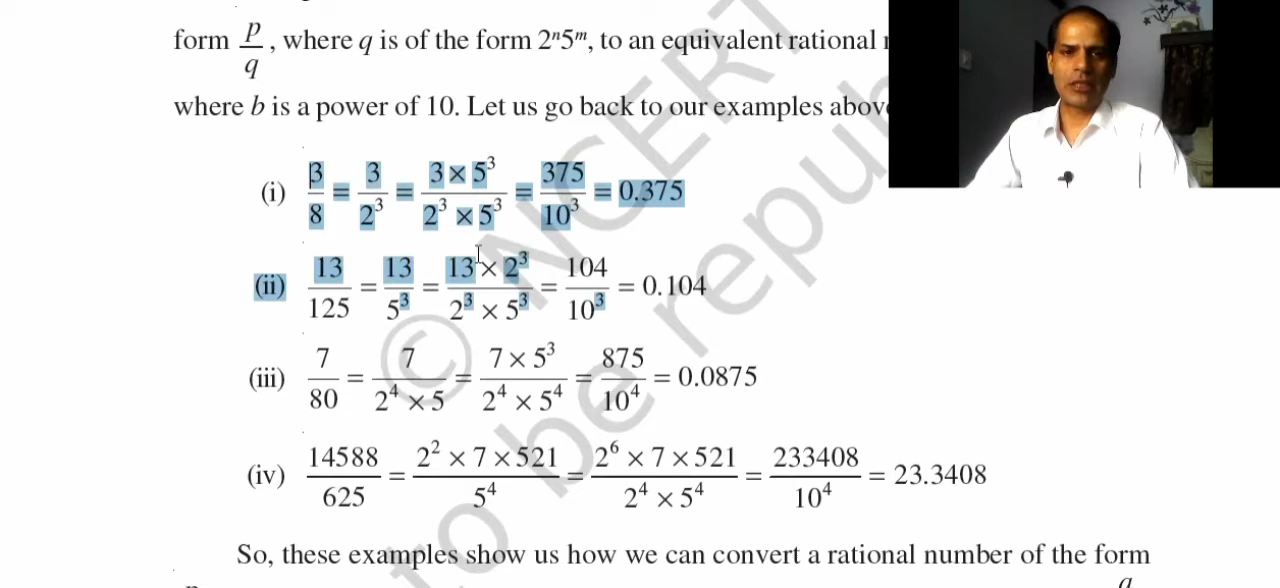 form p/q, where q is of the form 2ⁿ5ᵐ, to an equivalent rational
where b is a power of 10. Let us go back to our examples above
(i) 3/8 = 3/2³ = (3 × 5³)/(2³ × 5³) = 375/10³ = 0.375
(ii) 13/125 = 13/5³ = (13 × 2³)/(2³ × 5³) = 104/10³ = 0.104
(iii) 7/80 = 7/(2⁴ × 5) = (7 × 5³)/(2⁴ × 5⁴) = 875/10⁴ = 0.0875
(iv) 14588/625 = (2² × 7 × 521)/5⁴ = (2⁶ × 7 × 521)/(2⁴ × 5⁴) = 233408/10⁴ = 23.3408
So, these examples show us how we can convert a rational number of the form
© NCERT
to be repub